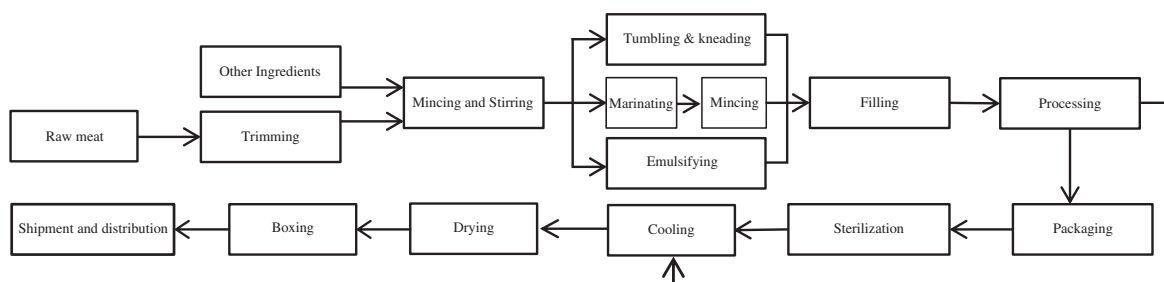 Other Ingredients
Raw meat
Trimming
Mincing and Stirring
Tumbling & kneading
Marinating
Mincing
Emulsifying
Filling
Processing
Packaging
Sterilization
Cooling
Drying
Boxing
Shipment and distribution